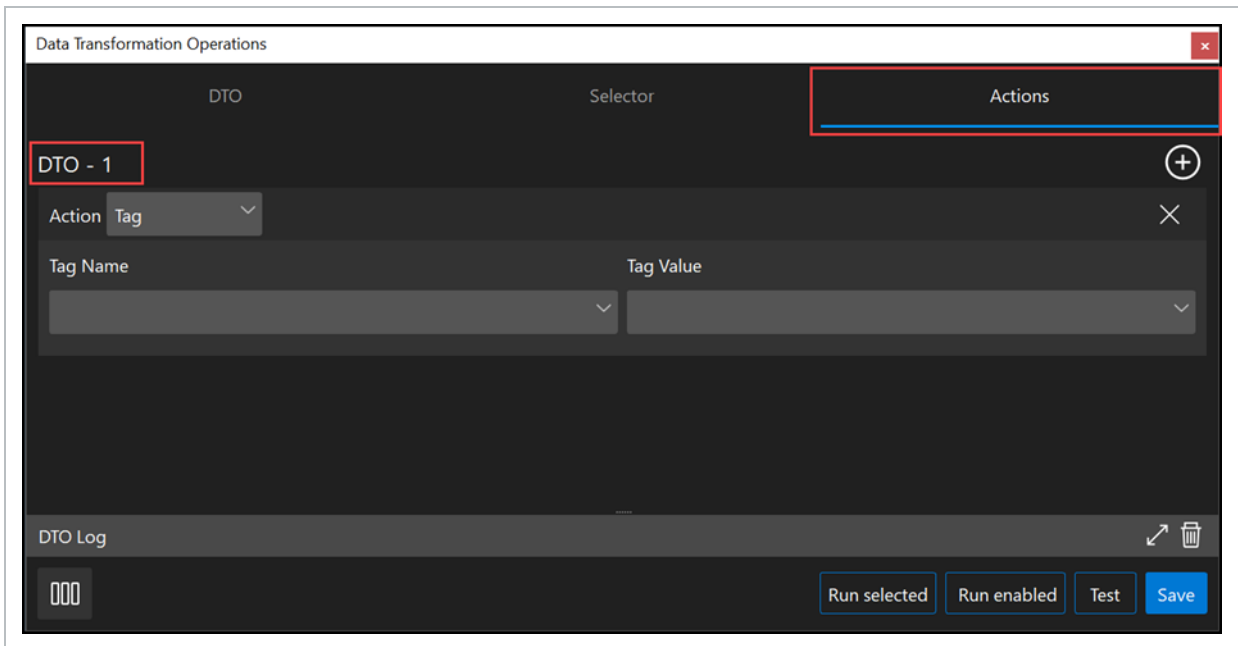 Data Transformation Operations
DTO Selector Actions
DTO - 1
Action Tag
Tag Name Tag Value
DTO Log
Run selected Run enabled Test Save